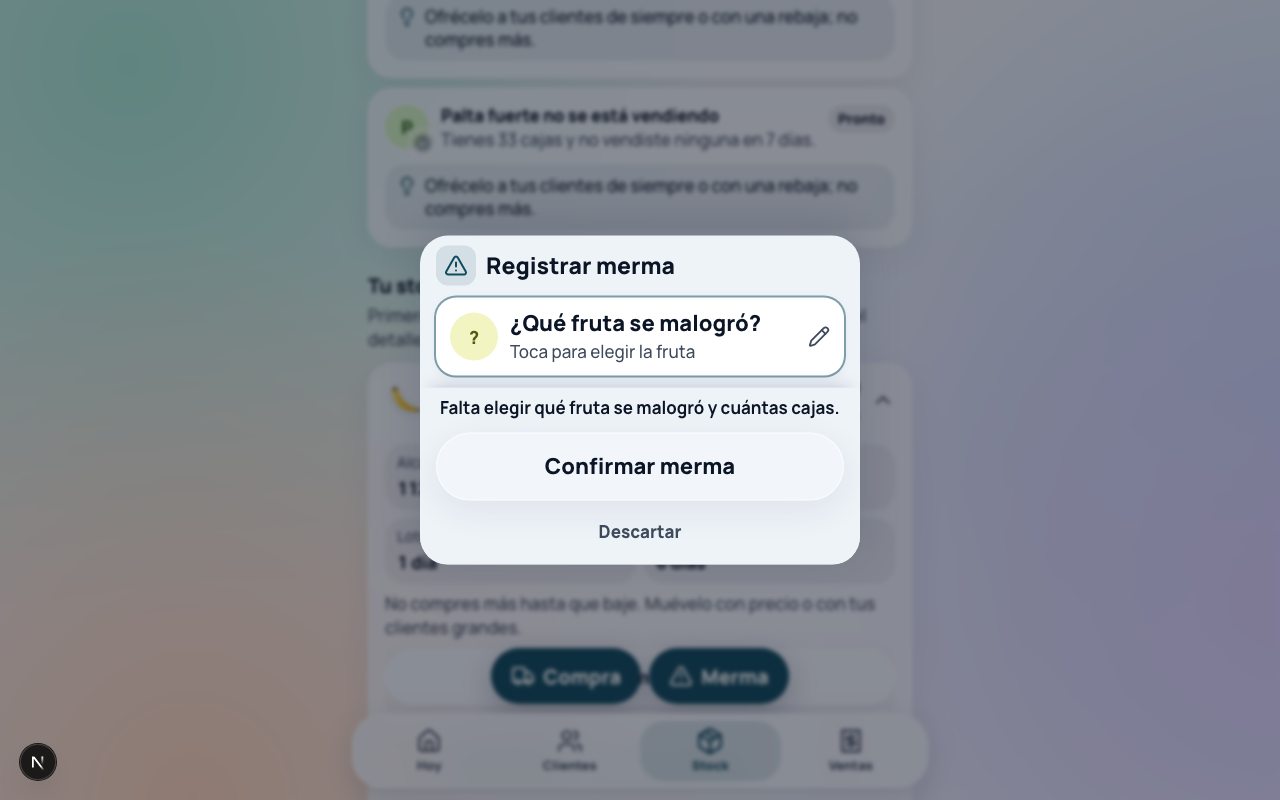 Ofrécelo a tus clientes de siempre o con una rebaja; no
compres más.
P
Palta fuerte no se está vendiendo
Pronto
Tienes 33 cajas y no vendiste ninguna en 7 días.
Ofrécelo a tus clientes de siempre o con una rebaja; no
compres más.
Registrar merma
?
¿Qué fruta se malogró?
Toca para elegir la fruta
Falta elegir qué fruta se malogró y cuántas cajas.
Confirmar merma
Descartar
1 día
No compres más hasta que baje. Muévelo con precio o con tus
clientes grandes.
Compra
Merma
Hoy
Clientes
Stock
Ventas
N